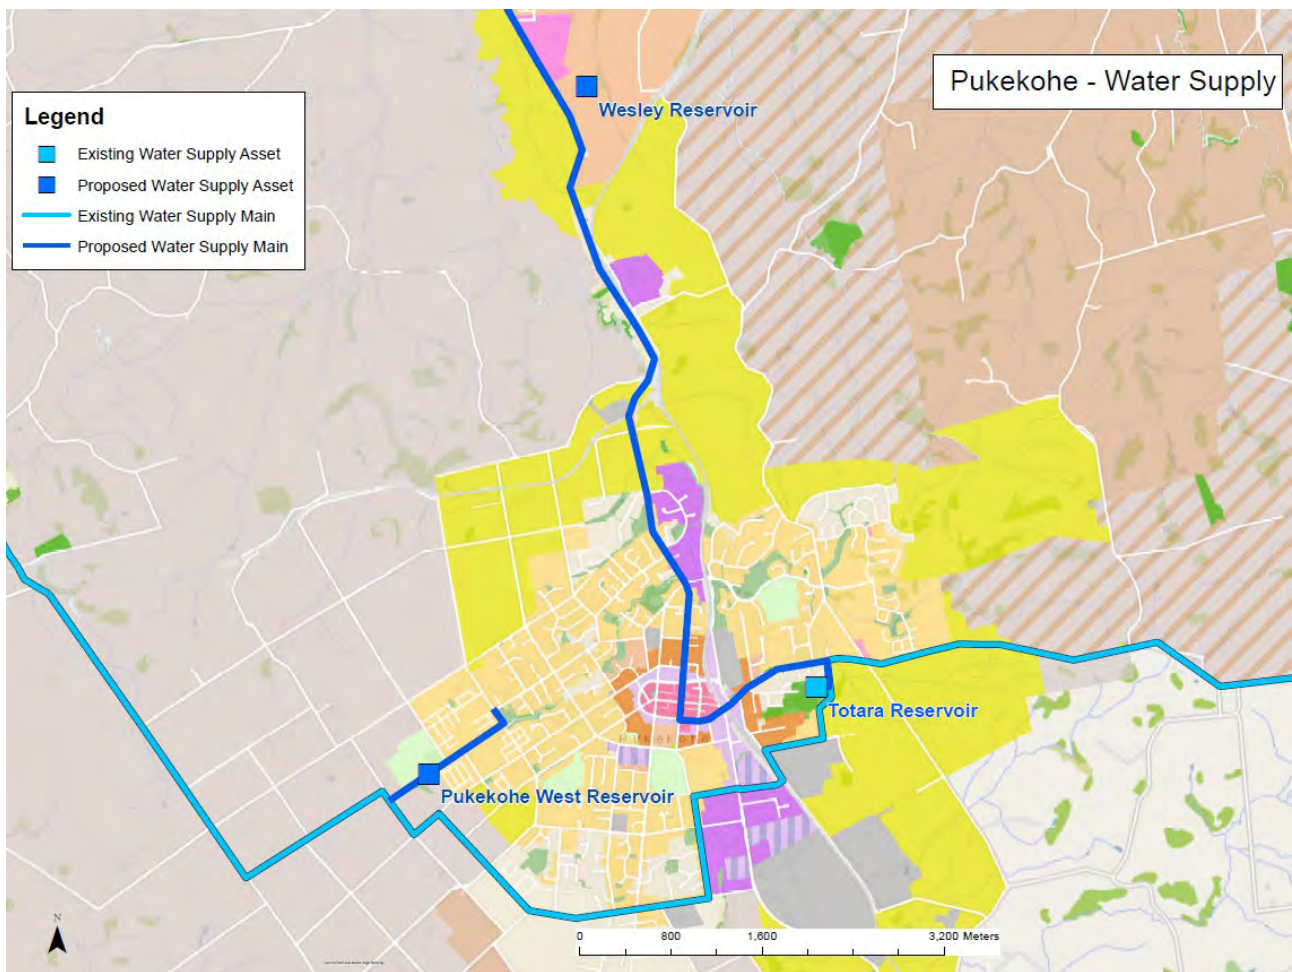 Pukekohe - Water Supply
Wesley Reservoir
Legend
Existing Water Supply Asset
Proposed Water Supply Asset
Existing Water Supply Main
Proposed Water Supply Main
Totara Reservoir
Pukekohe
Pukekohe West Reservoir
N
0 800 1,600 3,200 Meters